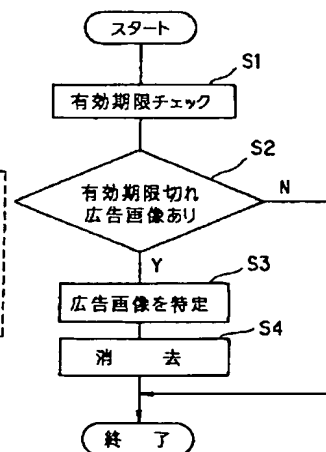 スタート
S1
有効期限チェック
S2
有効期限切れ
広告画像あり
N
Y
S3
広告画像を特定
S4
消 去
終 了